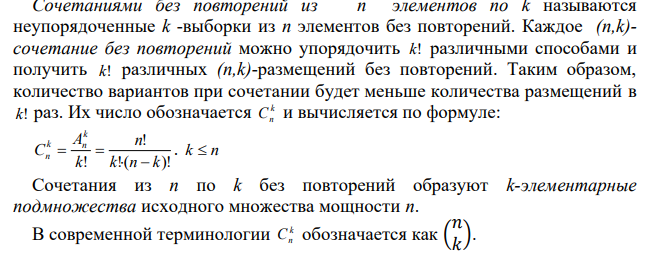 Сочетаниями без повторений из n элементов по k называются
неупорядоченные k -выборки из n элементов без повторений. Каждое (n,k)-
сочетание без повторений можно упорядочить k! различными способами и
получить k! различных (n,k)-размещений без повторений. Таким образом,
количество вариантов при сочетании будет меньше количества размещений в
k! раз. Их число обозначается C_n^k и вычисляется по формуле:
C_n^k = A_n^k / k! = n! / k!·(n − k)! . k ≤ n
Сочетания из n по k без повторений образуют k-элементарные
подмножества исходного множества мощности n.
В современной терминологии C_n^k обозначается как (n k).